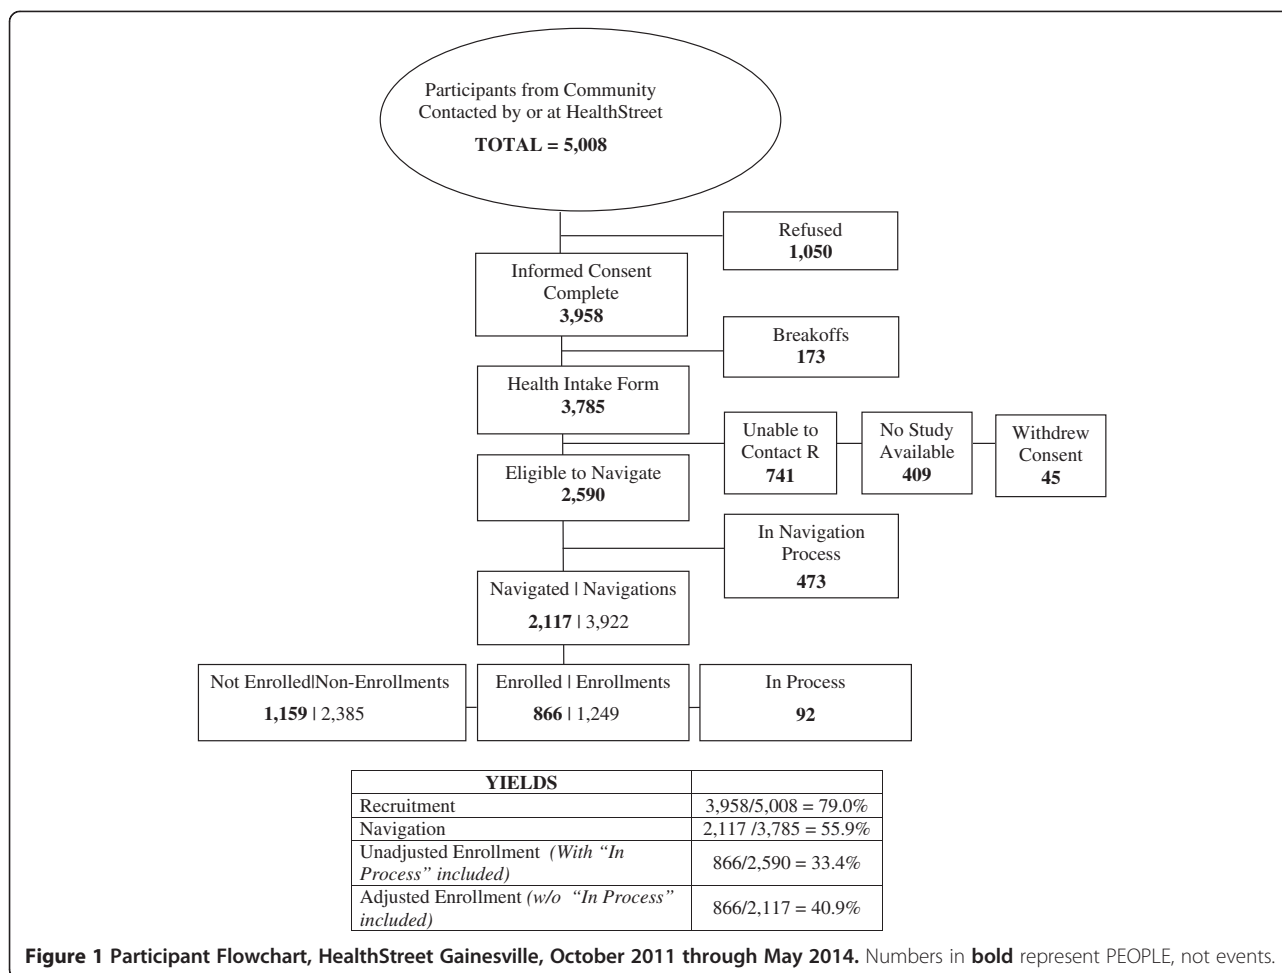 Participants from Community
Contacted by or at HealthStreet
TOTAL = 5,008
Refused
1,050
Informed Consent
Complete
3,958
Breakoffs
173
Health Intake Form
3,785
Unable to
Contact R
741
No Study
Available
409
Withdrew
Consent
45
Eligible to Navigate
2,590
In Navigation
Process
473
Navigated | Navigations
2,117 | 3,922
Not Enrolled|Non-Enrollments
1,159 | 2,385
Enrolled | Enrollments
866 | 1,249
In Process
92
YIELDS
Recruitment 3,958/5,008 = 79.0%
Navigation 2,117 /3,785 = 55.9%
Unadjusted Enrollment (With “In
Process” included) 866/2,590 = 33.4%
Adjusted Enrollment (w/o “In Process”
included) 866/2,117 = 40.9%
Figure 1 Participant Flowchart, HealthStreet Gainesville, October 2011 through May 2014. Numbers in bold represent PEOPLE, not events.